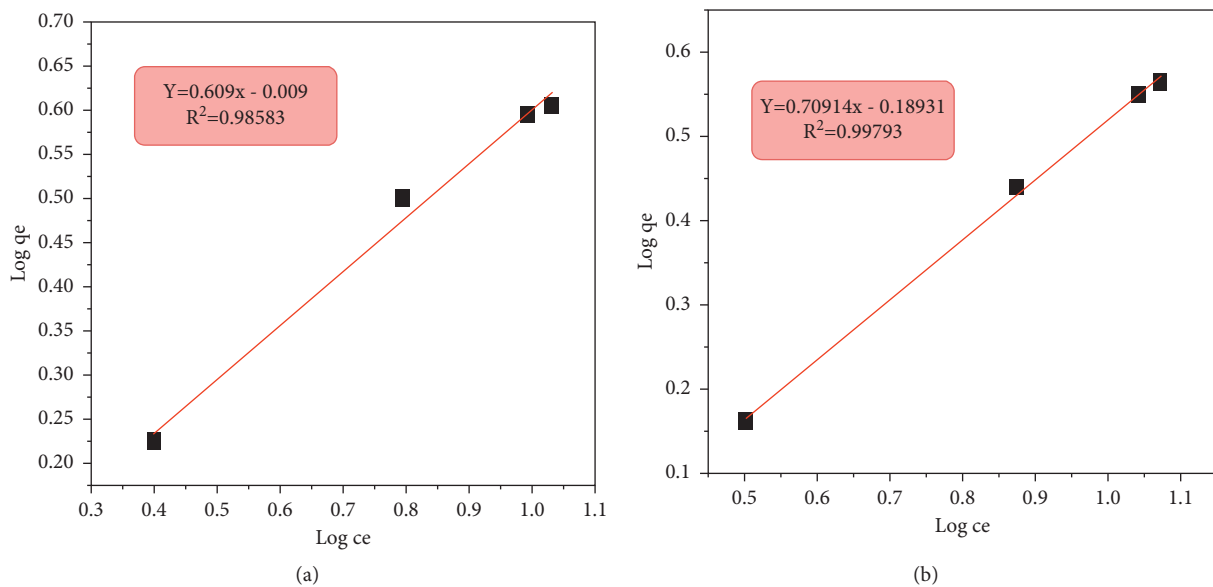 0.70
0.65
0.60
0.55
0.50
0.45
0.40
0.35
0.30
0.25
0.20
Log qe
Y=0.609x - 0.009
R²=0.98583
0.3 0.4 0.5 0.6 0.7 0.8 0.9 1.0 1.1
Log ce
(a)
0.6
0.5
0.4
0.3
0.2
0.1
Log qe
Y=0.70914x - 0.18931
R²=0.99793
0.5 0.6 0.7 0.8 0.9 1.0 1.1
Log ce
(b)